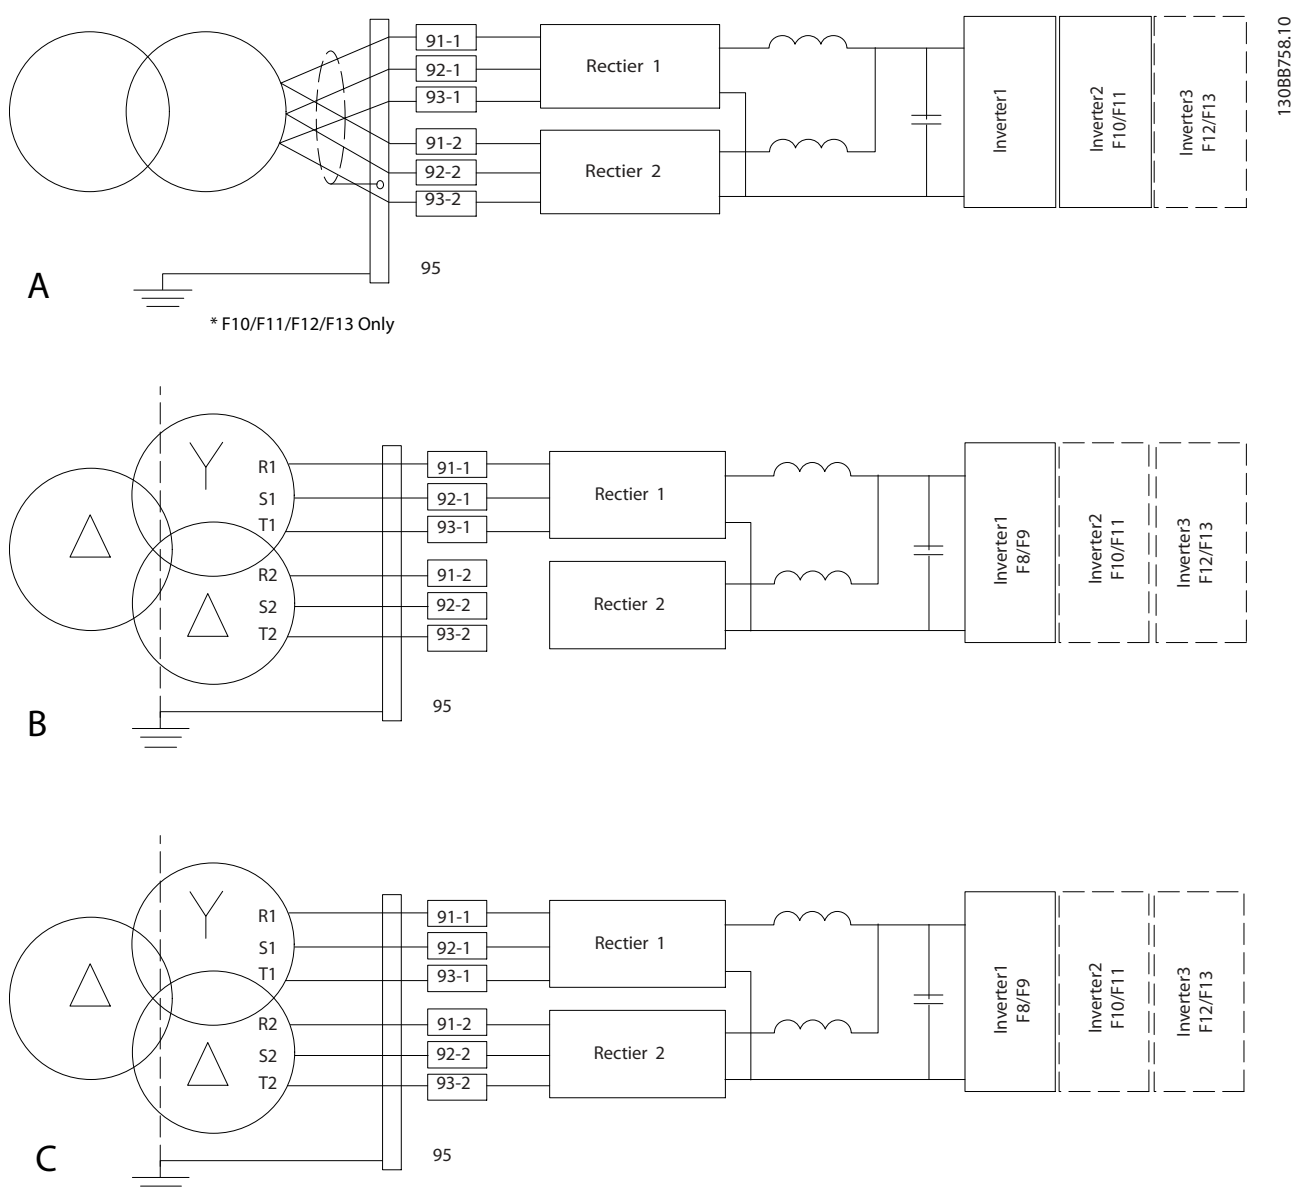 130BB758.10
91-1
92-1
93-1
91-2
92-2
93-2
Rectier 1
Rectier 2
Inverter1
Inverter2
F10/F11
Inverter3
F12/F13
95
A
* F10/F11/F12/F13 Only
R1
S1
T1
R2
S2
T2
91-1
92-1
93-1
91-2
92-2
93-2
Rectier 1
Rectier 2
Inverter1
F8/F9
Inverter2
F10/F11
Inverter3
F12/F13
95
B
R1
S1
T1
R2
S2
T2
91-1
92-1
93-1
91-2
92-2
93-2
Rectier 1
Rectier 2
Inverter1
F8/F9
Inverter2
F10/F11
Inverter3
F12/F13
95
C